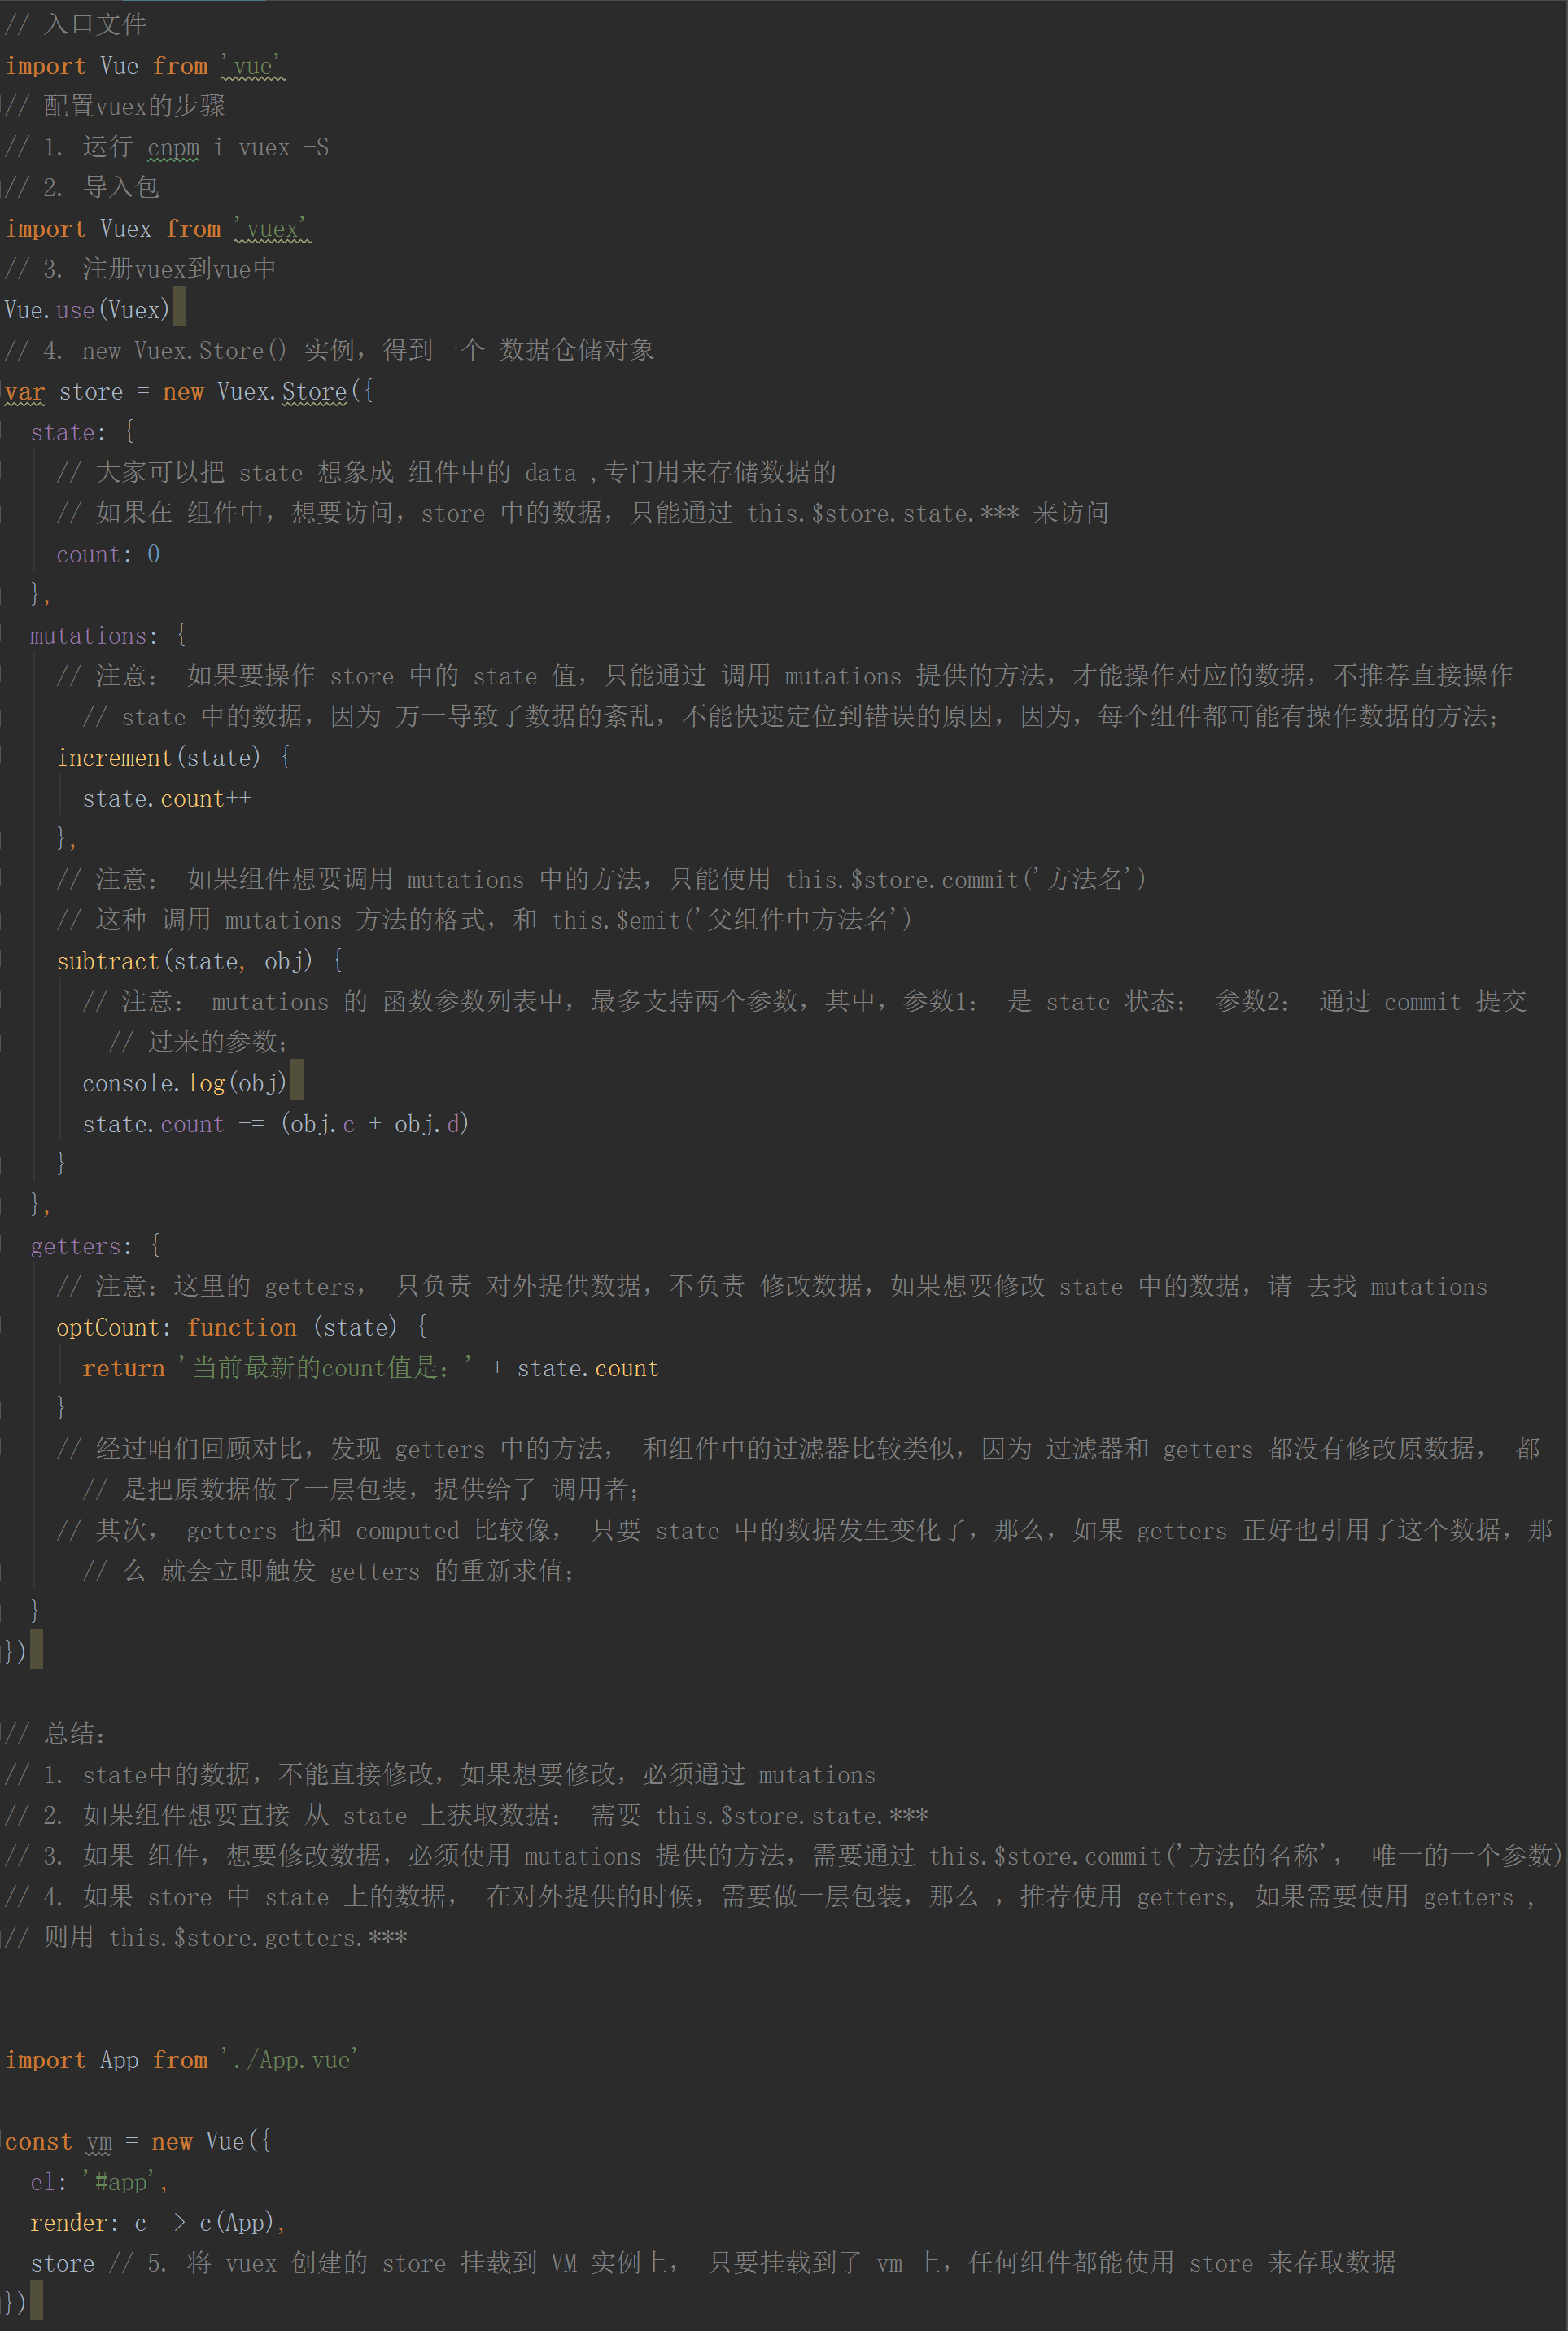 // 入口文件
import Vue from 'vue'
// 配置vuex的步骤
// 1. 运行 cnpm i vuex -S
// 2. 导入包
import Vuex from 'vuex'
// 3. 注册vuex到vue中
Vue.use(Vuex)
// 4. new Vuex.Store() 实例，得到一个 数据仓储对象
var store = new Vuex.Store({
  state: {
    // 大家可以把 state 想象成 组件中的 data ,专门用来存储数据的
    // 如果在 组件中，想要访问，store 中的数据，只能通过 this.$store.state.*** 来访问
    count: 0
  },
  mutations: {
    // 注意： 如果要操作 store 中的 state 值，只能通过 调用 mutations 提供的方法，才能操作对应的数据，不推荐直接操作
      // state 中的数据，因为 万一导致了数据的紊乱，不能快速定位到错误的原因，因为，每个组件都可能有操作数据的方法；
    increment(state) {
      state.count++
    },
    // 注意： 如果组件想要调用 mutations 中的方法，只能使用 this.$store.commit('方法名')
    // 这种 调用 mutations 方法的格式，和 this.$emit('父组件中方法名')
    subtract(state, obj) {
      // 注意： mutations 的 函数参数列表中，最多支持两个参数，其中，参数1： 是 state 状态； 参数2： 通过 commit 提交
        // 过来的参数；
      console.log(obj)
      state.count -= (obj.c + obj.d)
    }
  },
  getters: {
    // 注意：这里的 getters， 只负责 对外提供数据，不负责 修改数据，如果想要修改 state 中的数据，请 去找 mutations
    optCount: function (state) {
      return '当前最新的count值是：' + state.count
    }
    // 经过咱们回顾对比，发现 getters 中的方法， 和组件中的过滤器比较类似，因为 过滤器和 getters 都没有修改原数据， 都
      // 是把原数据做了一层包装，提供给了 调用者；
    // 其次， getters 也和 computed 比较像， 只要 state 中的数据发生变化了，那么，如果 getters 正好也引用了这个数据，那
      // 么 就会立即触发 getters 的重新求值；
  }
})
// 总结：
// 1. state中的数据，不能直接修改，如果想要修改，必须通过 mutations
// 2. 如果组件想要直接 从 state 上获取数据： 需要 this.$store.state.***
// 3. 如果 组件，想要修改数据，必须使用 mutations 提供的方法，需要通过 this.$store.commit('方法的名称'， 唯一的一个参数)
// 4. 如果 store 中 state 上的数据， 在对外提供的时候，需要做一层包装，那么 ，推荐使用 getters, 如果需要使用 getters ,
// 则用 this.$store.getters.***
import App from './App.vue'
const vm = new Vue({
  el: '#app',
  render: c => c(App),
  store // 5. 将 vuex 创建的 store 挂载到 VM 实例上， 只要挂载到了 vm 上，任何组件都能使用 store 来存取数据
})